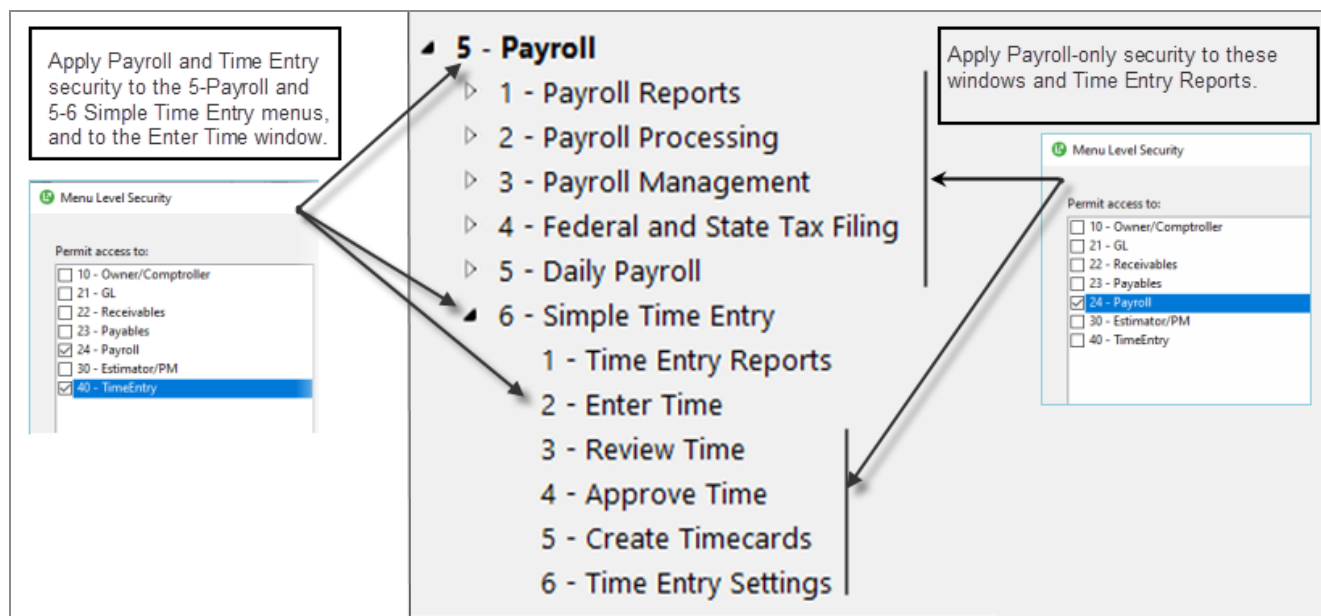 Apply Payroll and Time Entry
security to the 5-Payroll and
5-6 Simple Time Entry menus,
and to the Enter Time window.
Menu Level Security
Permit access to:
10 - Owner/Comptroller
21 - GL
22 - Receivables
23 - Payables
24 - Payroll
30 - Estimator/PM
40 - TimeEntry
5 - Payroll
1 - Payroll Reports
2 - Payroll Processing
3 - Payroll Management
4 - Federal and State Tax Filing
5 - Daily Payroll
6 - Simple Time Entry
1 - Time Entry Reports
2 - Enter Time
3 - Review Time
4 - Approve Time
5 - Create Timecards
6 - Time Entry Settings
Apply Payroll-only security to these
windows and Time Entry Reports.
Menu Level Security
Permit access to:
10 - Owner/Comptroller
21 - GL
22 - Receivables
23 - Payables
24 - Payroll
30 - Estimator/PM
40 - TimeEntry